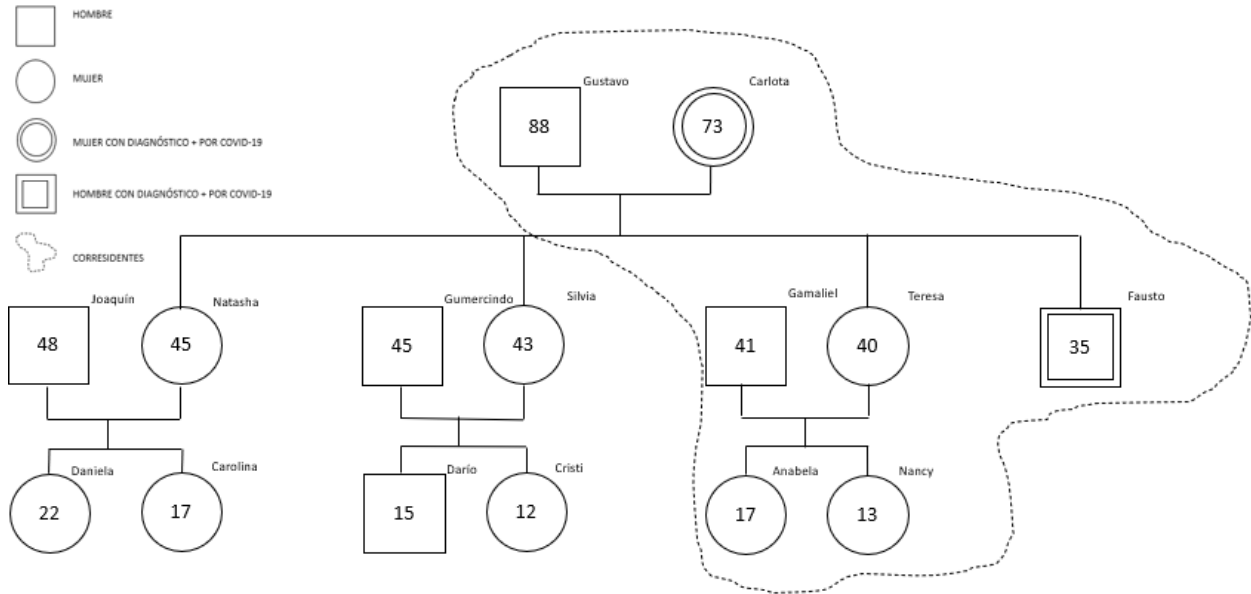 HOMBRE
MUJER
MUJER CON DIAGNÓSTICO + POR COVID-19
HOMBRE CON DIAGNÓSTICO + POR COVID-19
CORRESIDENTES
Gustavo
Carlota
88
73
Joaquín
Natasha
Gumercindo
Silvia
Gamaliel
Teresa
Fausto
48
45
45
43
41
40
35
Daniela
Carolina
Darío
Cristi
Anabela
Nancy
22
17
15
12
17
13